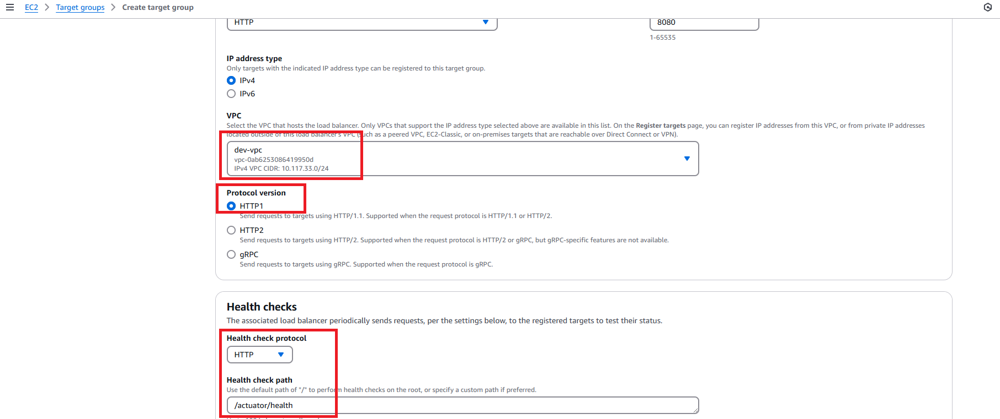 EC2 > Target groups > Create target group
HTTP
8080
1-65535
IP address type
Only targets with the indicated IP address type can be registered to this target group.
IPv4
IPv6
VPC
Select the VPC that hosts the load balancer. Only VPCs that support the IP address type selected above are available in this list. On the Register targets page, you can register IP addresses from this VPC, or from private IP addresses
located outside of this load balancer's VPC (such as a peered VPC, EC2-Classic, or on-premises targets that are reachable over Direct Connect or VPN).
dev-vpc
vpc-0ab6253086419950d
IPv4 VPC CIDR: 10.117.33.0/24
Protocol version
HTTP1
Send requests to targets using HTTP/1.1. Supported when the request protocol is HTTP/1.1 or HTTP/2.
HTTP2
Send requests to targets using HTTP/2. Supported when the request protocol is HTTP/2 or gRPC, but gRPC-specific features are not available.
gRPC
Send requests to targets using gRPC. Supported when the request protocol is gRPC.
Health checks
The associated load balancer periodically sends requests, per the settings below, to the registered targets to test their status.
Health check protocol
HTTP
Health check path
Use the default path of "/" to perform health checks on the root, or specify a custom path if preferred.
/actuator/health